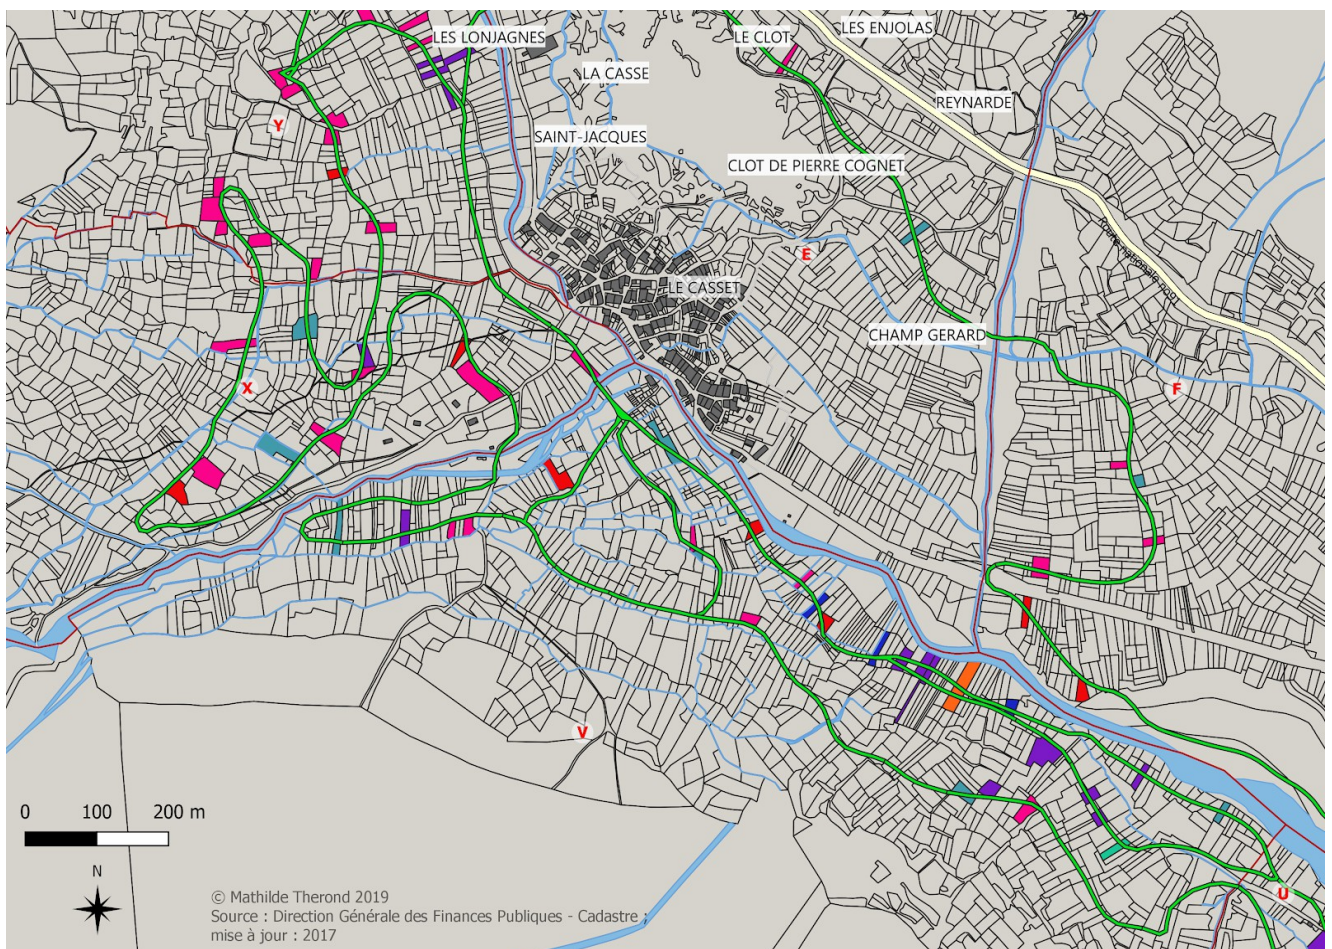 LES LONJAGNES
LE CLOT
LES ENJOLAS
LA CASSE
REYNARDE
Y
SAINT-JACQUES
CLOT DE PIERRE COGNET
E
LE CASSET
CHAMP GERARD
X
F
V
0 100 200 m
N
© Mathilde Therond 2019
Source : Direction Générale des Finances Publiques - Cadastre ;
mise à jour : 2017
U